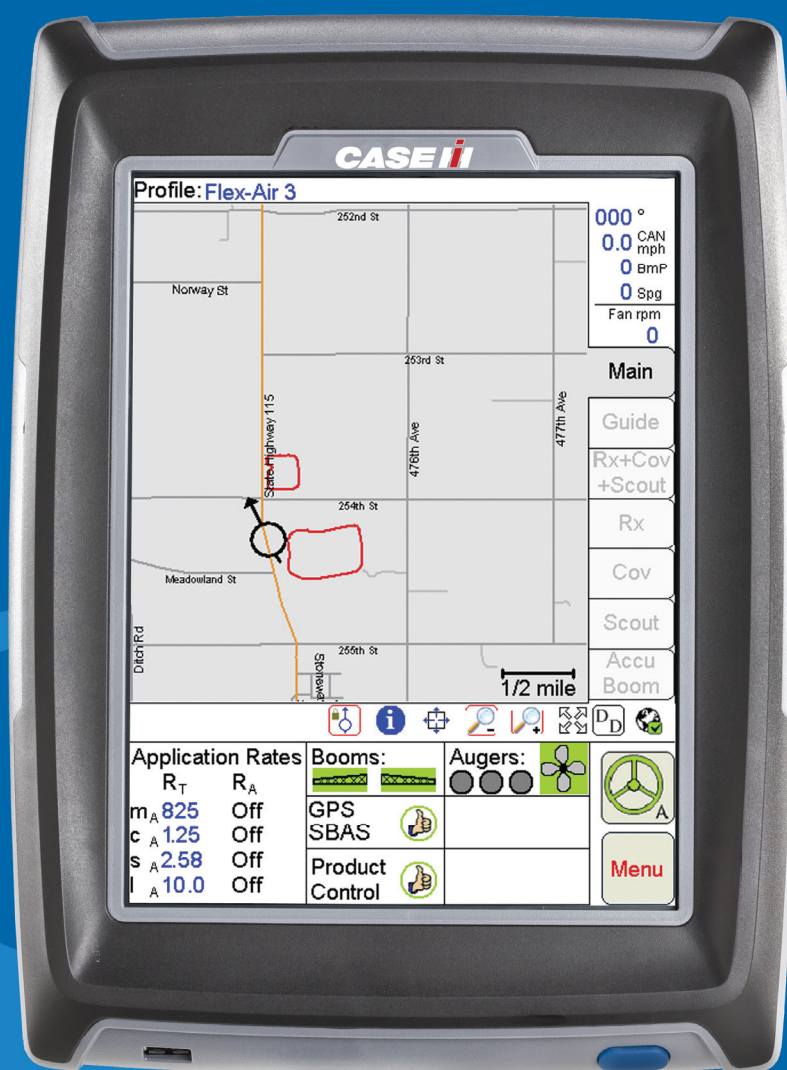 CASE IH
Profile: Flex-Air 3
252nd St
Norway St
253rd St
State Highway 115
476th Ave
477th Ave
254th St
Meadowland St
Ditch Rd
255th St
Stonewar
1/2 mile
000 °
0.0 CAN mph
0 BmP
0 Spg
Fan rpm
0
Main
Guide
Rx+Cov
+Scout
Rx
Cov
Scout
Accu
Boom
i
DD
Application Rates
RT RA
mA 825 Off
c A 1.25 Off
s A 2.58 Off
l A 10.0 Off
Booms:
GPS
SBAS
Product
Control
Augers:
A
Menu